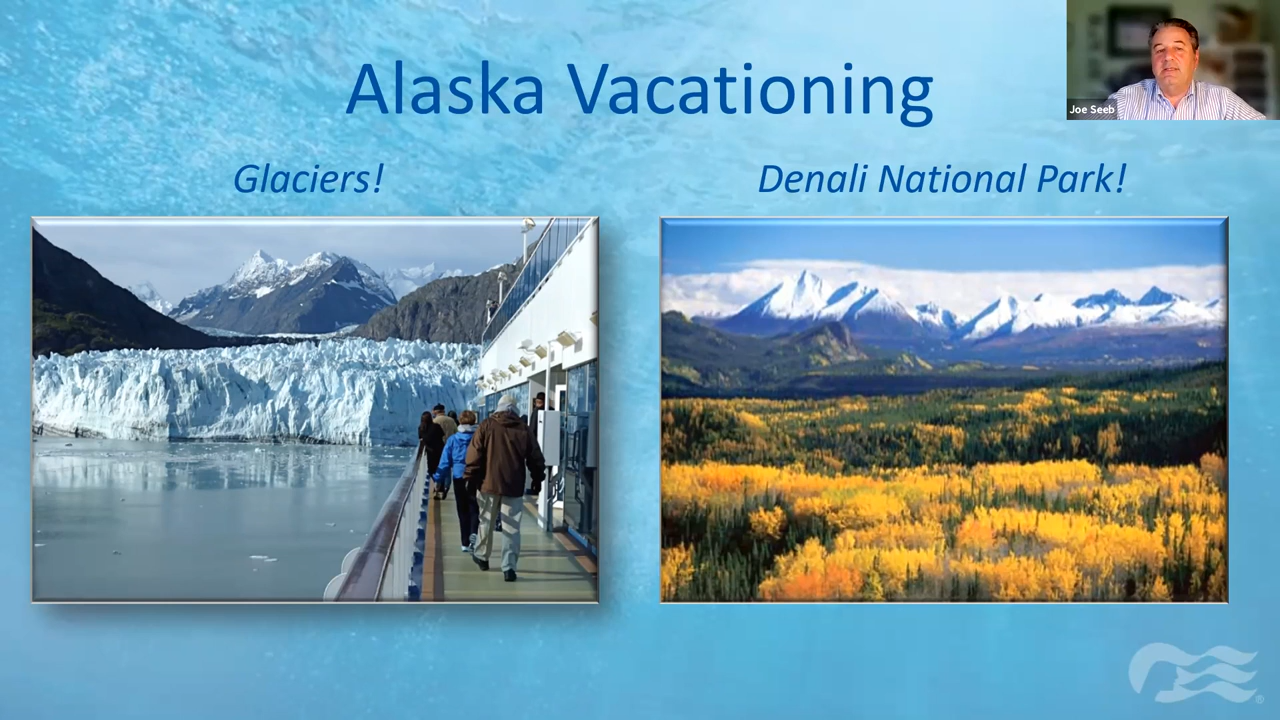 Alaska Vacationing
Joe Seeb
Glaciers!
Denali National Park!
®